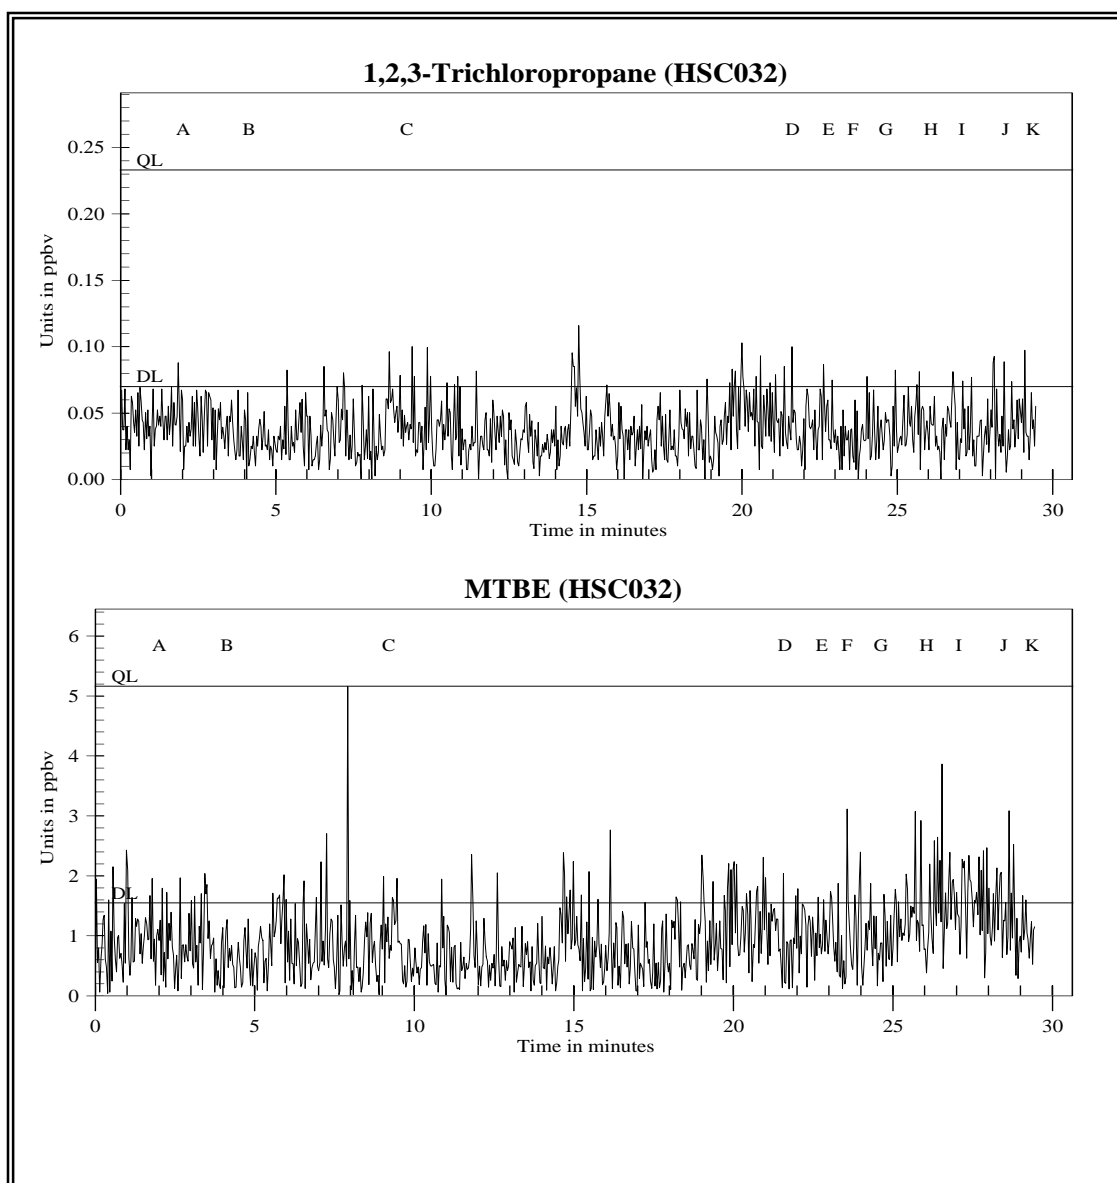 1,2,3-Trichloropropane (HSC032)
A B C D E F G H I J K
0.25
QL
0.20
0.15
0.10
DL
0.05
0.00
Units in ppbv
0 5 10 15 20 25 30
Time in minutes
MTBE (HSC032)
A B C D E F G H I J K
6
QL
5
4
3
2
DL
1
0
Units in ppbv
0 5 10 15 20 25 30
Time in minutes